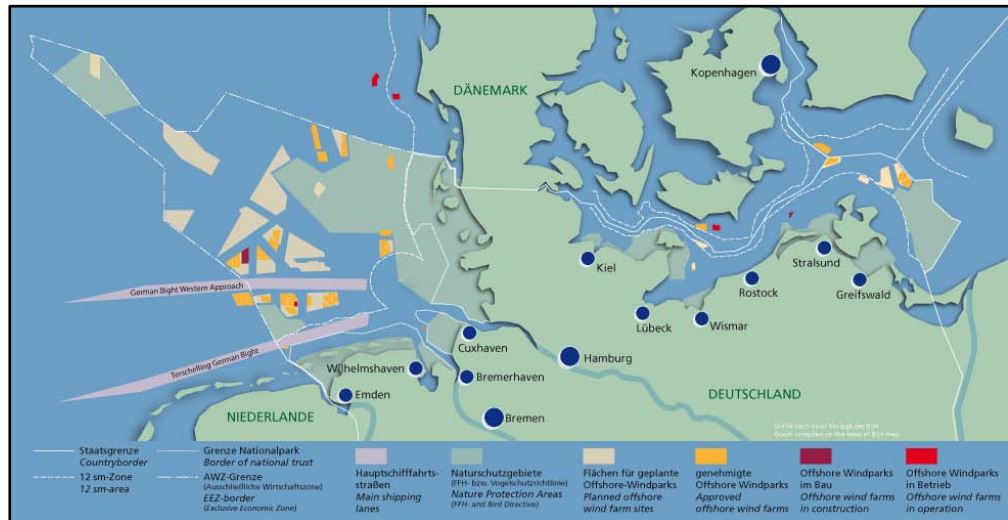 Kopenhagen
DÄNEMARK
Kiel
Stralsund
Rostock
Greifswald
German Bight Western Approach
Lübeck
Wismar
Terschelling German Bight
Cuxhaven
Hamburg
Wilhelmshaven
Bremerhaven
Emden
DEUTSCHLAND
NIEDERLANDE
Bremen
Grafik nach einer Vorlage des BSH
Graph compiled on the base of BSH map
Staatsgrenze
Countryborder
12 sm-Zone
12 sm-area
Grenze Nationalpark
Border of national trust
AWZ-Grenze
(Ausschließliche Wirtschaftszone)
EEZ-border
(Exclusive Economic Zone)
Hauptschifffahrts-
straßen
Main shipping
lanes
Naturschutzgebiete
(FFH- bzw. Vogelschutzrichtlinie)
Nature Protection Areas
(FFH- and Bird Directive)
Flächen für geplante
Offshore-Windparks
Planned offshore
wind farm sites
genehmigte
Offshore Windparks
Approved
offshore wind farms
Offshore Windparks
im Bau
Offshore wind farms
in construction
Offshore Windparks
in Betrieb
Offshore wind farms
in operation